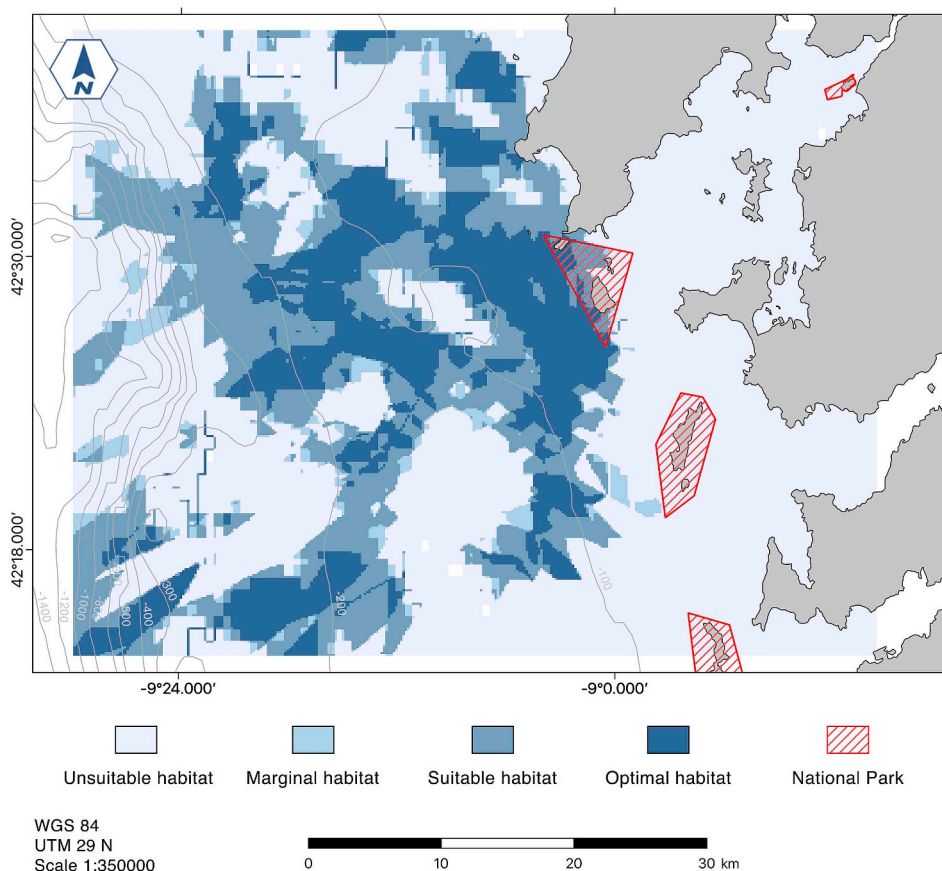 N
42°30.000′
42°18.000′
-1400
-1200
-1000
-500
-400
-300
-200
-100
-9°24.000′
-9°0.000′
Unsuitable habitat
Marginal habitat
Suitable habitat
Optimal habitat
National Park
WGS 84
UTM 29 N
Scale 1:350000
0
10
20
30 km